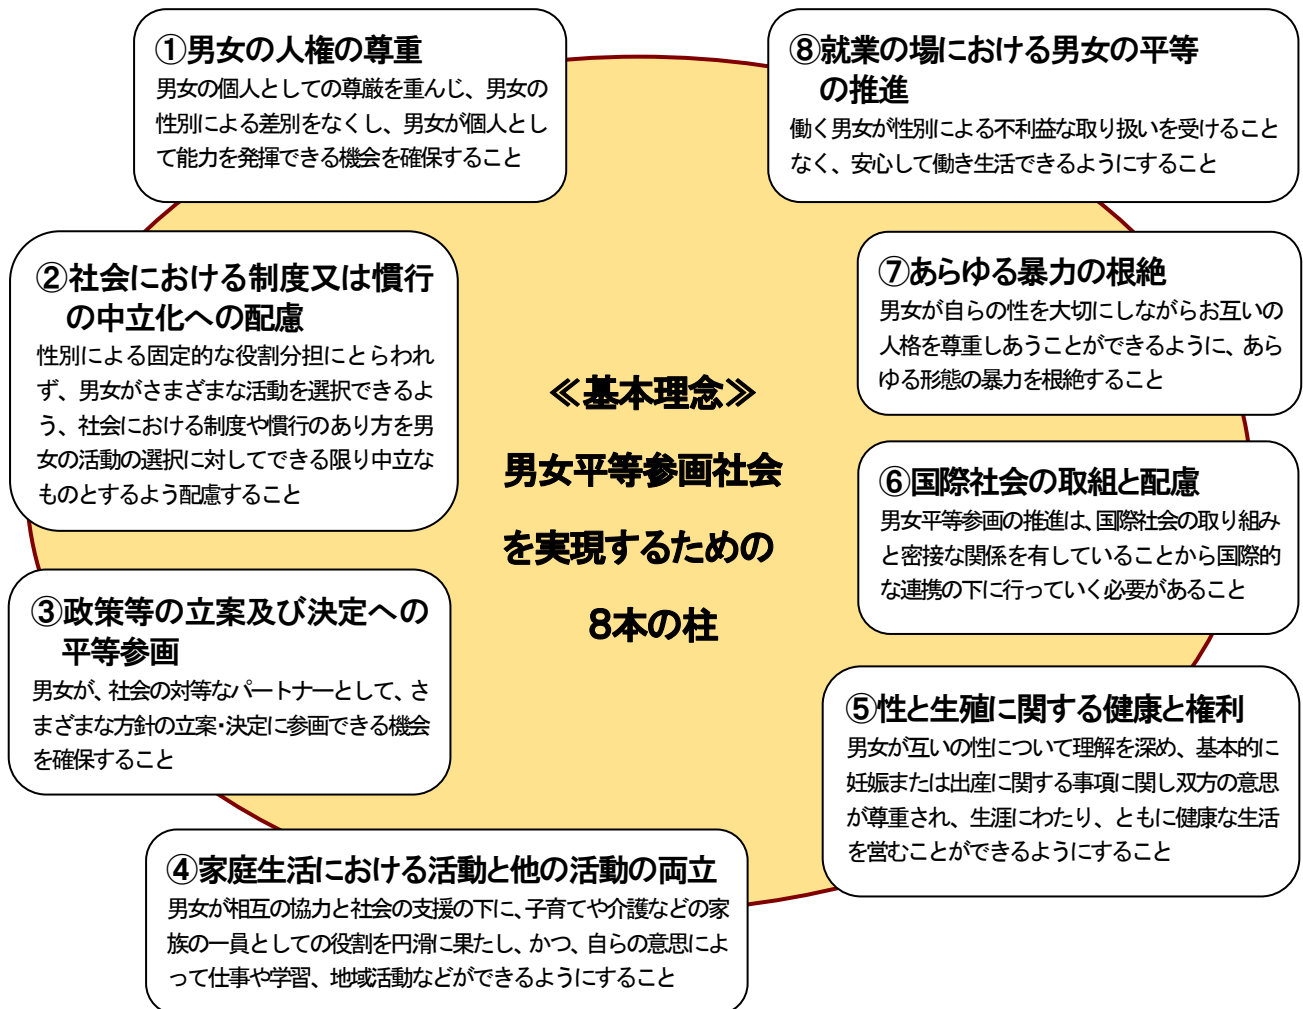 ①男女の人権の尊重
男女の個人としての尊厳を重んじ、男女の
性別による差別をなくし、男女が個人とし
て能力を発揮できる機会を確保すること
②社会における制度又は慣行
の中立化への配慮
性別による固定的な役割分担にとらわれ
ず、男女がさまざまな活動を選択できるよ
う、社会における制度や慣行のあり方を男
女の活動の選択に対してできる限り中立な
ものとするよう配慮すること
③政策等の立案及び決定への
平等参画
男女が、社会の対等なパートナーとして、さ
まざまな方針の立案・決定に参画できる機会
を確保すること
④家庭生活における活動と他の活動の両立
男女が相互の協力と社会の支援の下に、子育てや介護などの家
族の一員としての役割を円滑に果たし、かつ、自らの意思によ
って仕事や学習、地域活動などができるようにすること
≪基本理念≫
男女平等参画社会
を実現するための
8本の柱
⑧就業の場における男女の平等
の推進
働く男女が性別による不利益な取り扱いを受けること
なく、安心して働き生活できるようにすること
⑦あらゆる暴力の根絶
男女が自らの性を大切にしながらお互いの
人格を尊重しあうことができるように、あら
ゆる形態の暴力を根絶すること
⑥国際社会の取組と配慮
男女平等参画の推進は、国際社会の取り組み
と密接な関係を有していることから国際的
な連携の下に行っていく必要があること
⑤性と生殖に関する健康と権利
男女が互いの性について理解を深め、基本的に
妊娠または出産に関する事項に関し双方の意思
が尊重され、生涯にわたり、ともに健康な生活
を営むことができるようにすること